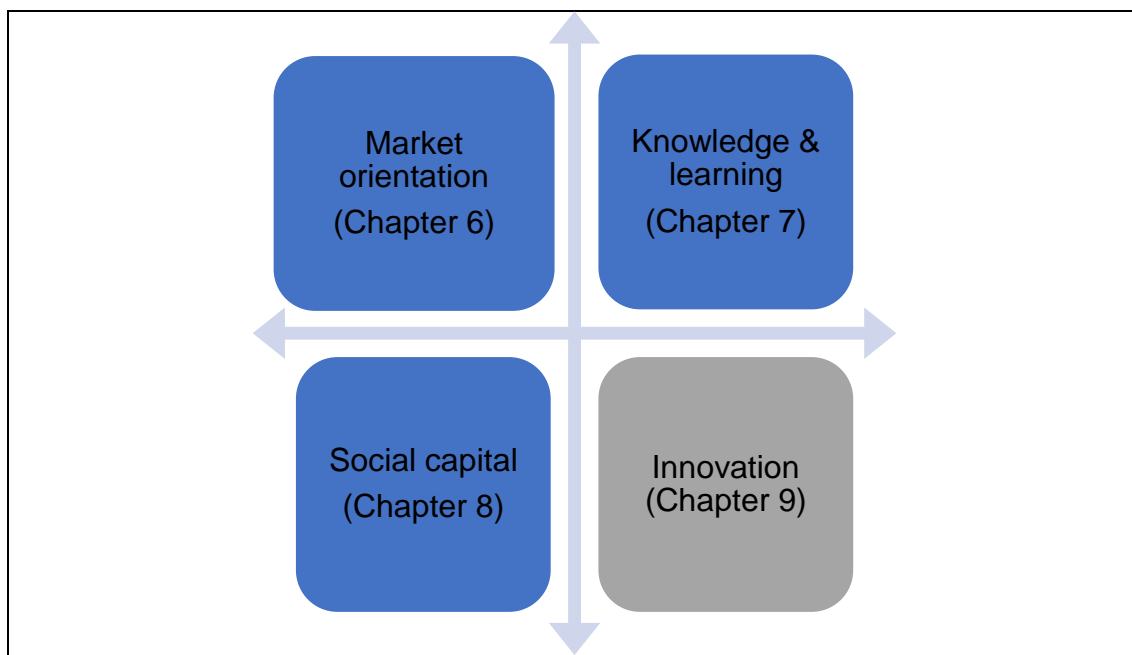 Market
orientation
(Chapter 6)
Knowledge &
learning
(Chapter 7)
Social capital
(Chapter 8)
Innovation
(Chapter 9)